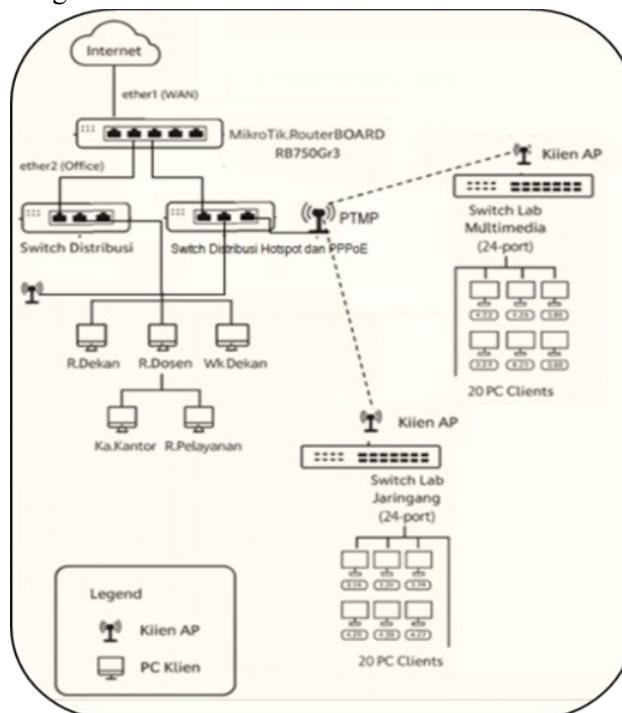 Internet
ether1 (WAN)
MikroTik.RouterBOARD
RB750Gr3
ether2 (Office)
Kiien AP
PTMP
Switch Distribusi
Switch Distribusi Hotspot dan PPPoE
Switch Lab
Multimedia
(24-port)
R.Dekan
R.Dosen
Wk.Dekan
20 PC Clients
Ka.Kantor
R.Pelayanan
Kiien AP
Switch Lab
Jaringang
(24-port)
20 PC Clients
Legend
Kiien AP
PC Klien